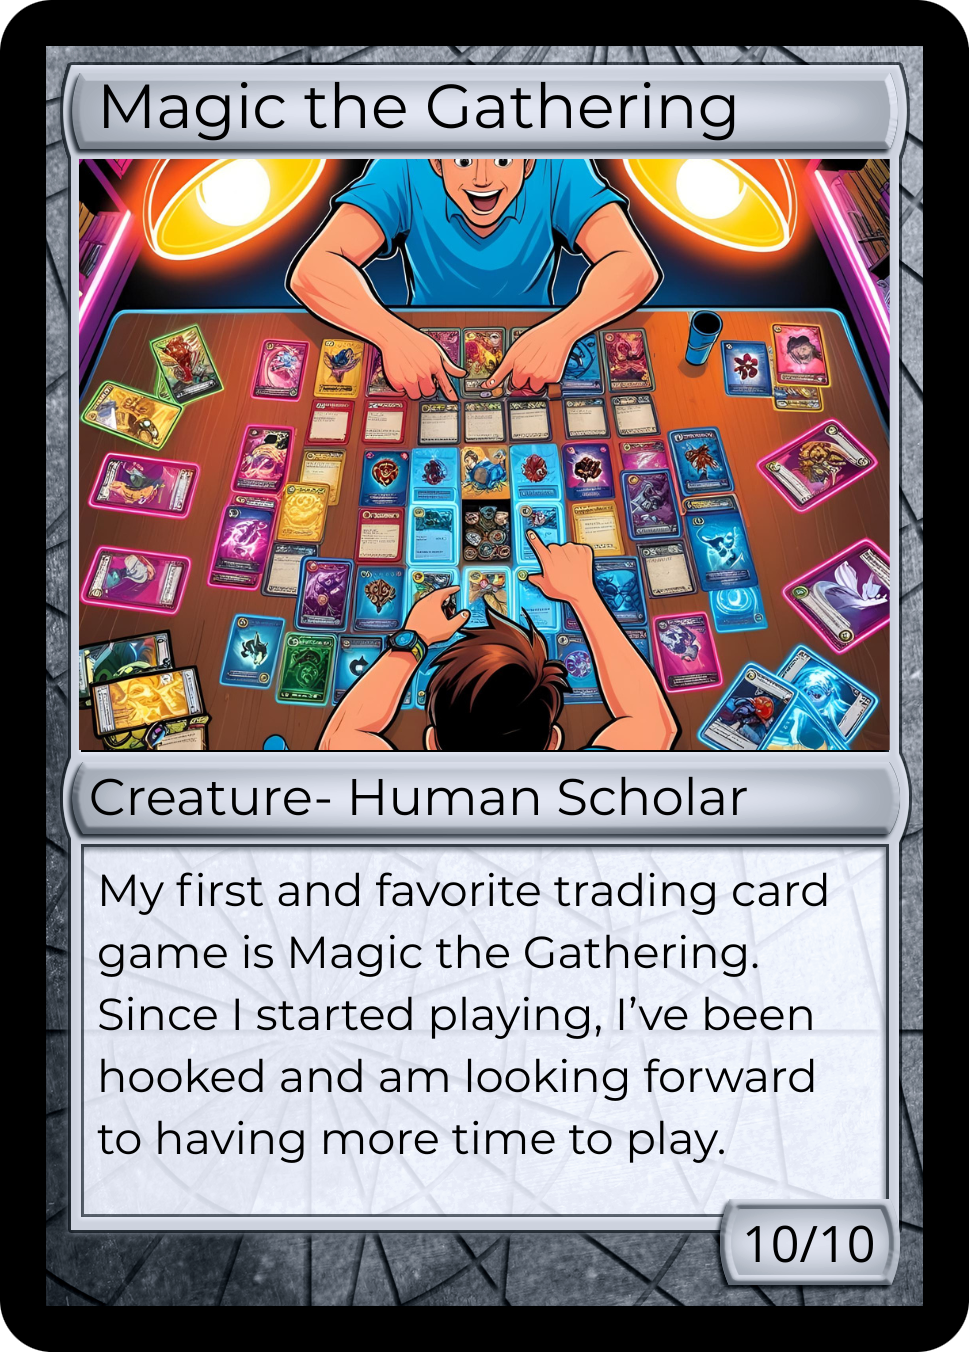 Magic the Gathering
Creature- Human Scholar
My first and favorite trading card
game is Magic the Gathering.
Since I started playing, I've been
hooked and am looking forward
to having more time to play.
10/10